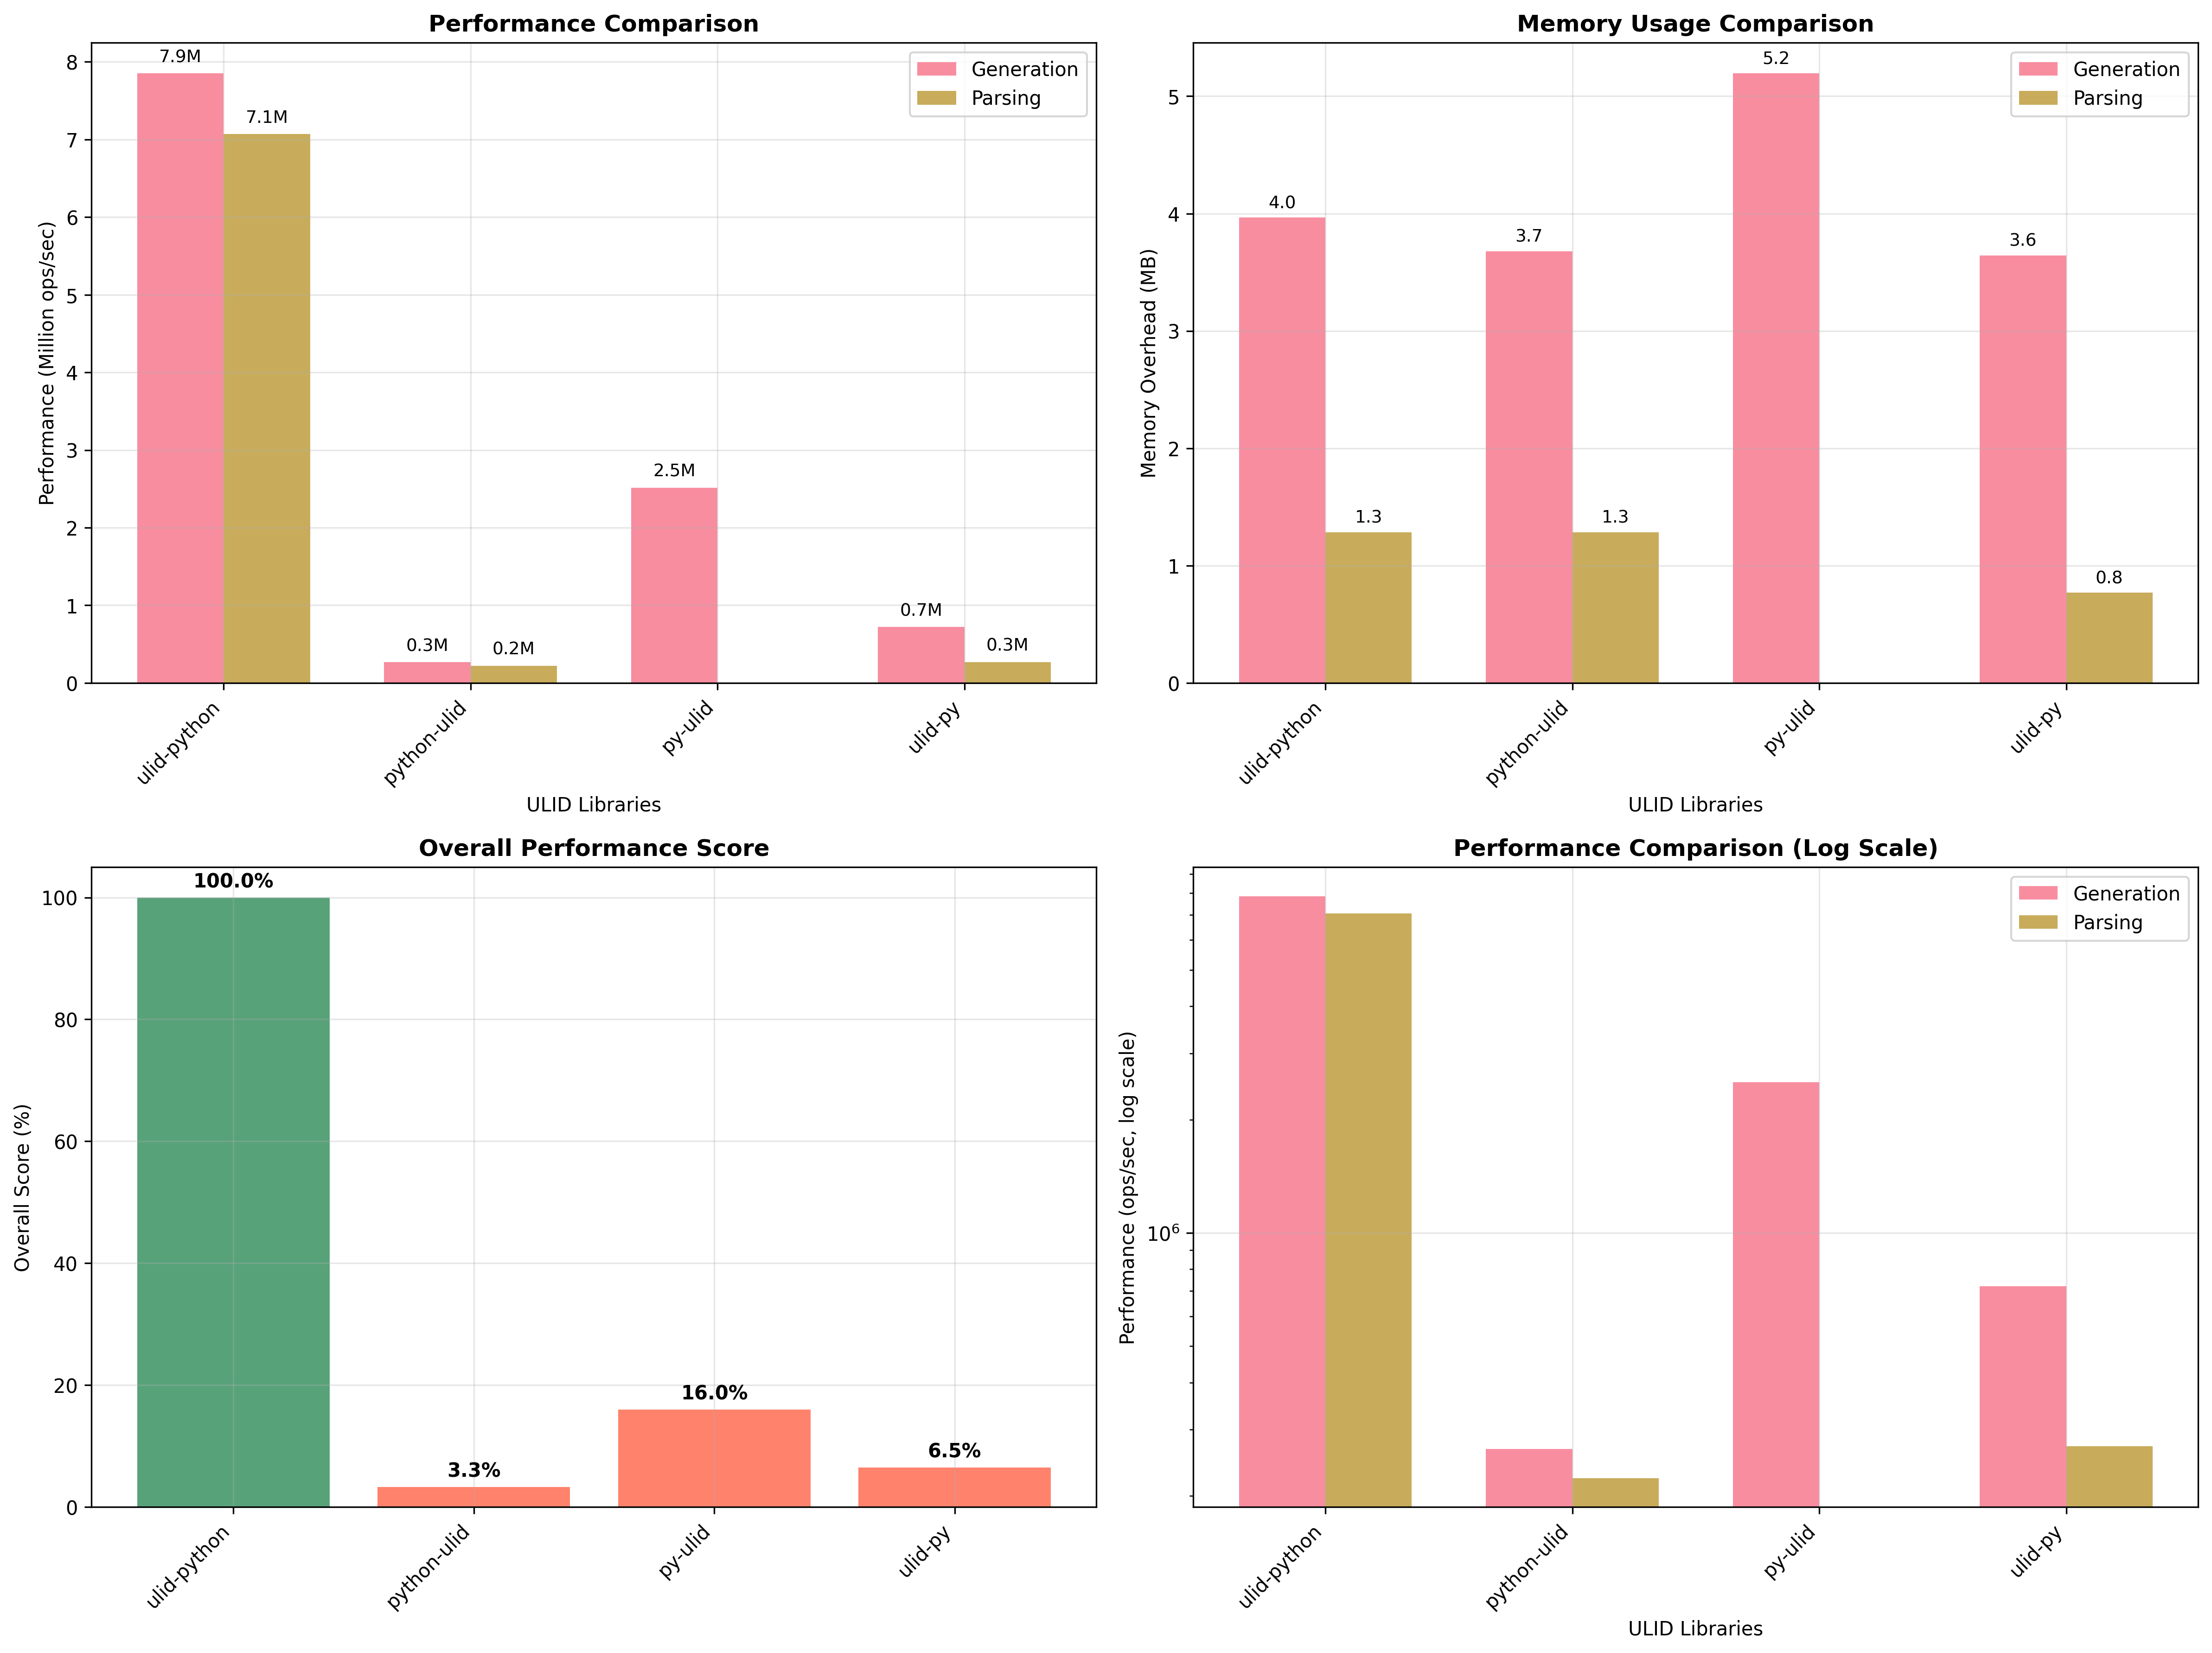 Performance Comparison
Performance (Million ops/sec)
8
7
6
5
4
3
2
1
0
7.9M
7.1M
0.3M
0.2M
2.5M
0.7M
0.3M
Generation
Parsing
ulid-python
python-ulid
py-ulid
ulid-py
ULID Libraries
Memory Usage Comparison
Memory Overhead (MB)
5
4
3
2
1
0
4.0
1.3
3.7
1.3
5.2
3.6
0.8
Generation
Parsing
ulid-python
python-ulid
py-ulid
ulid-py
ULID Libraries
Overall Performance Score
Overall Score (%)
100
80
60
40
20
0
100.0%
3.3%
16.0%
6.5%
ulid-python
python-ulid
py-ulid
ulid-py
Performance Comparison (Log Scale)
Performance (ops/sec, log scale)
10⁶
Generation
Parsing
ulid-python
python-ulid
py-ulid
ulid-py
ULID Libraries